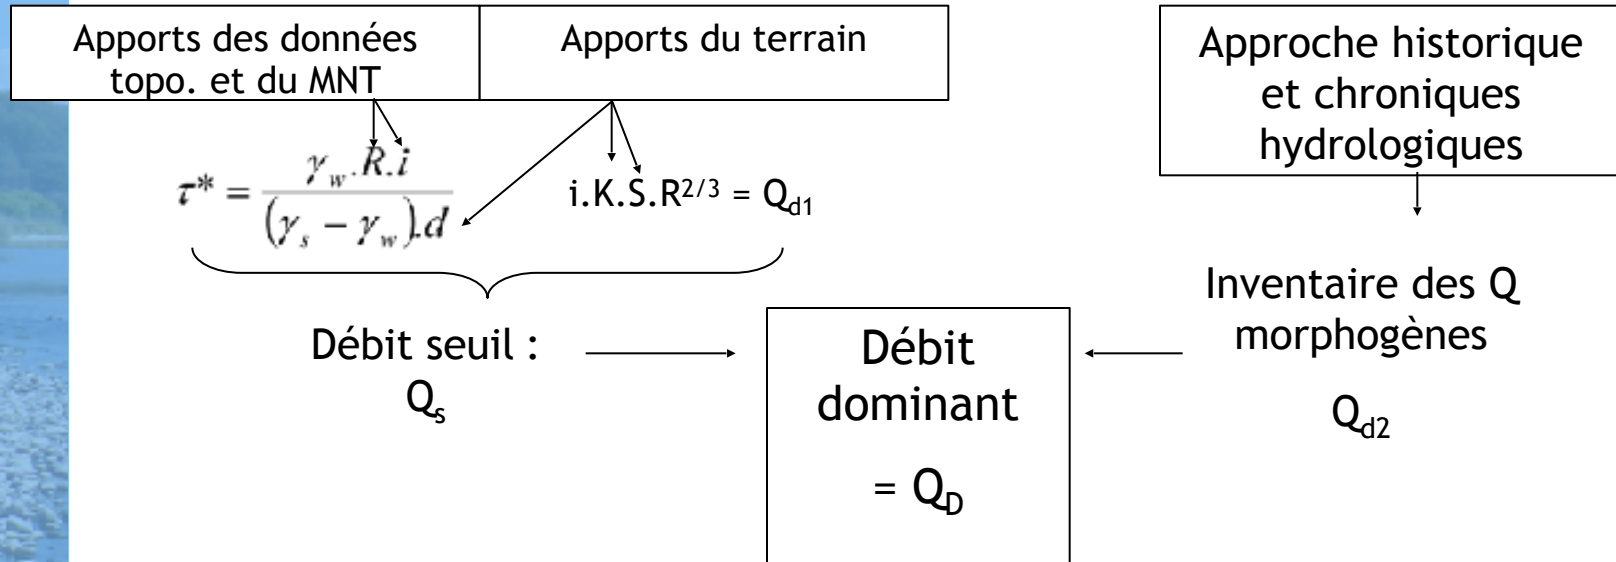 Apports des données
topo. et du MNT
Apports du terrain
Approche historique
et chroniques
hydrologiques
τ* = γw.R.i / (γs − γw).d
i.K.S.R2/3 = Qd1
Débit seuil :
Qs
Débit
dominant
= QD
Inventaire des Q
morphogènes
Qd2